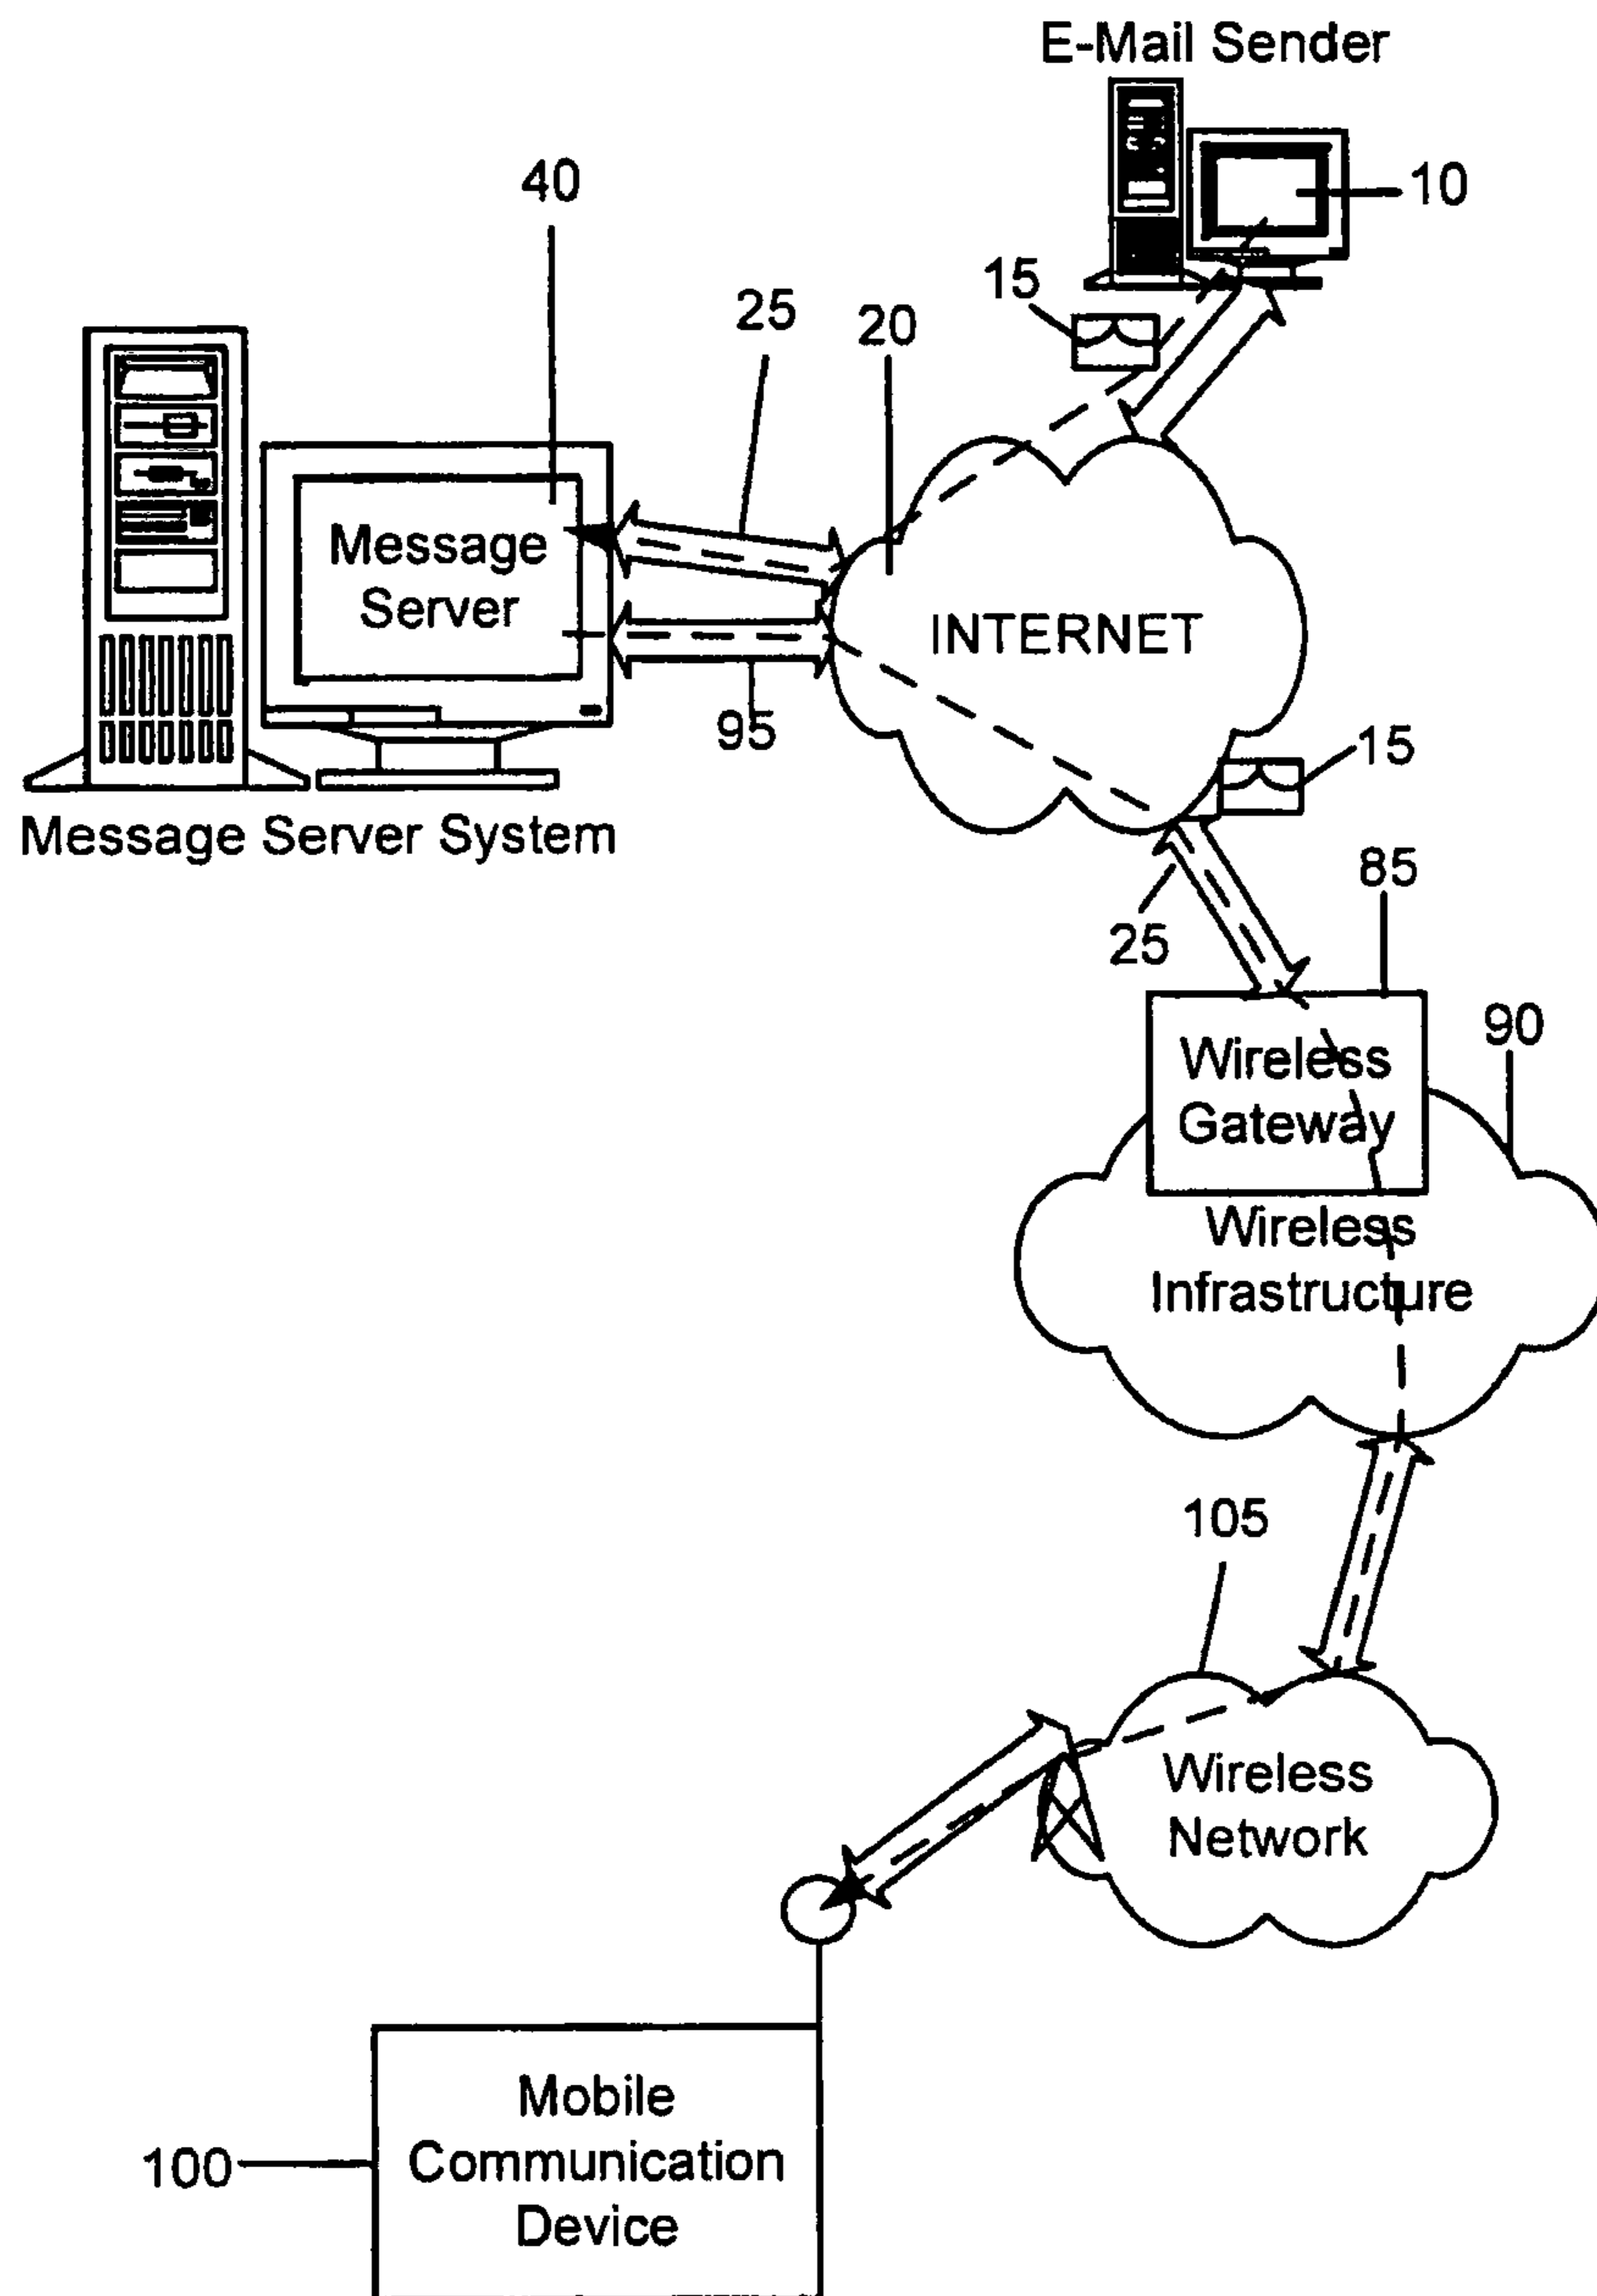 E-Mail Sender
10
40
15
25
20
Message
Server
INTERNET
95
15
Message Server System
85
25
90
Wireless
Gateway
Wireless
Infrastructure
105
Wireless
Network
Mobile
100
Communication
Device